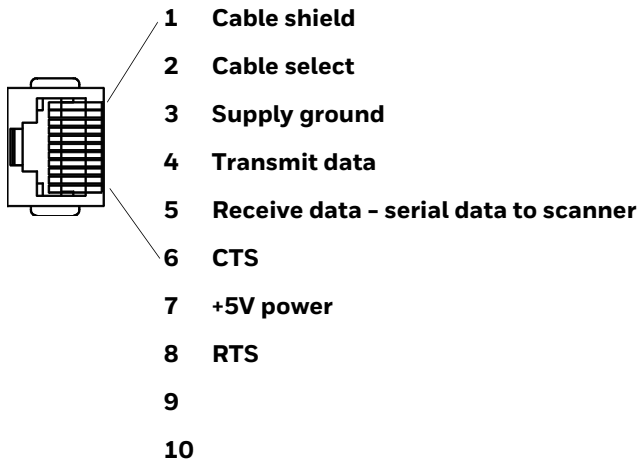 1 Cable shield
2 Cable select
3 Supply ground
4 Transmit data
5 Receive data – serial data to scanner
6 CTS
7 +5V power
8 RTS
9
10